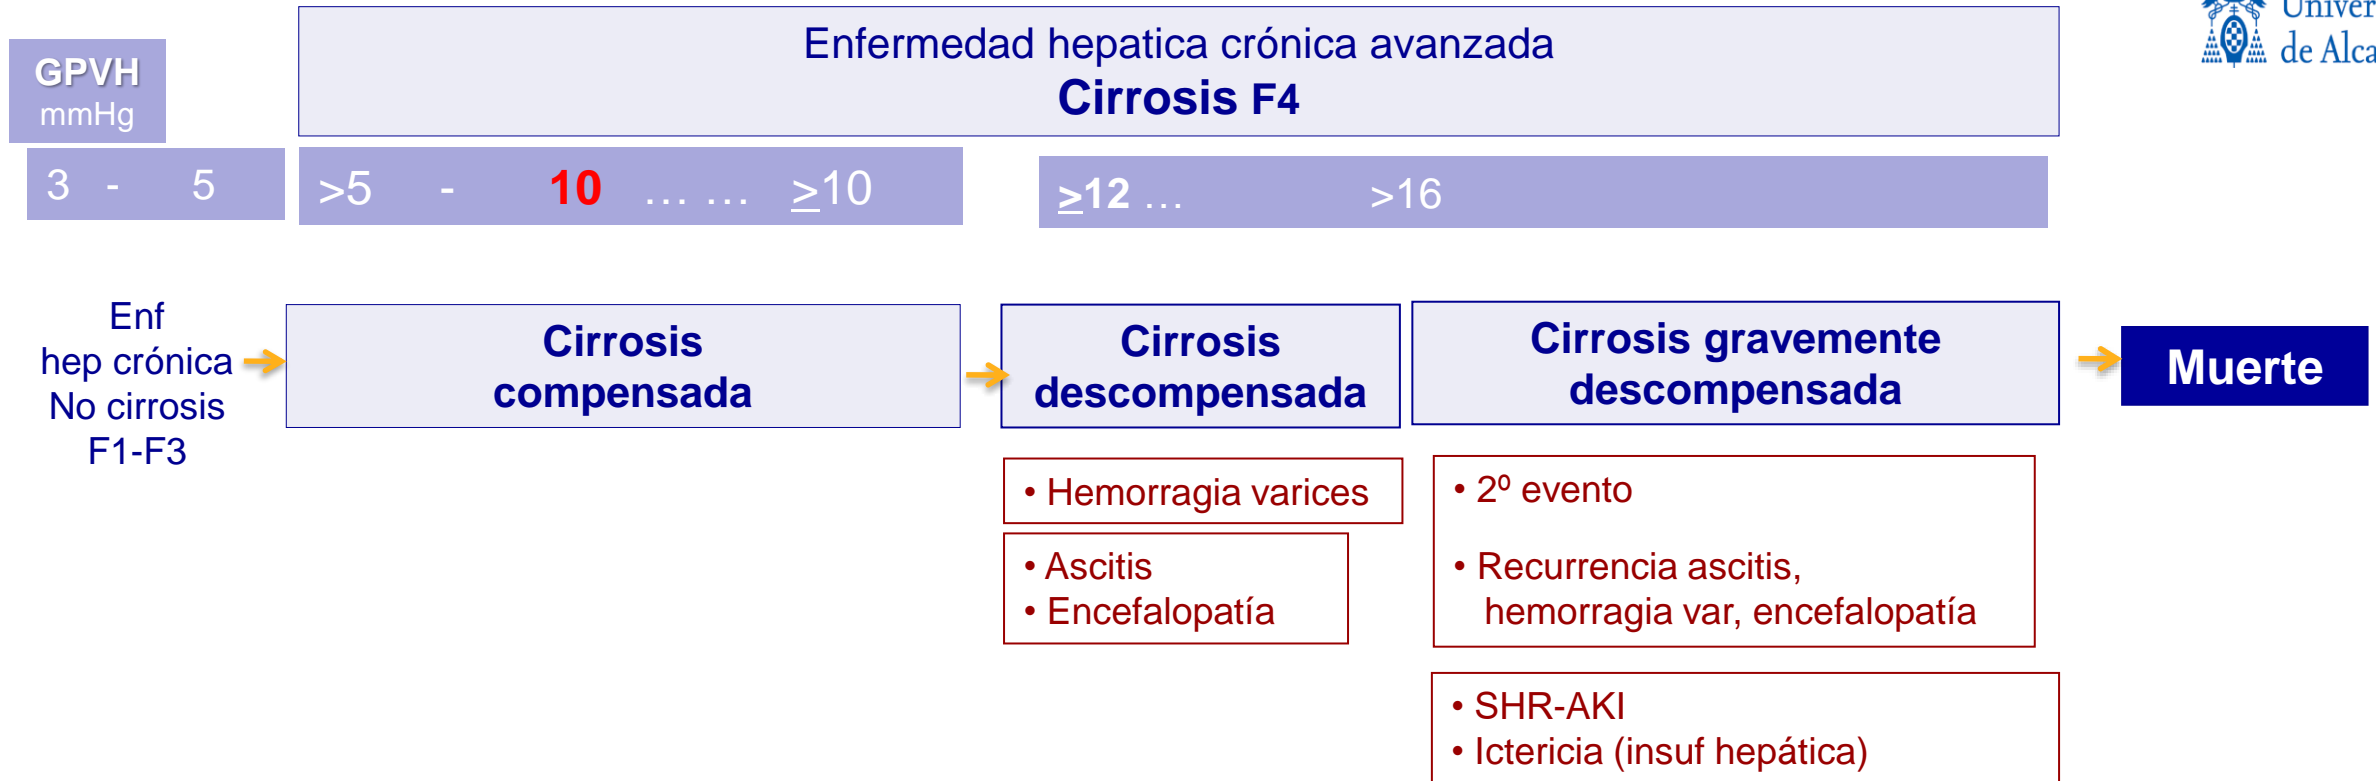 Enfermedad hepatica crónica avanzada
Cirrosis F4
GPVH
mmHg
3 - 5
>5 - 10 … … ≥10
≥12 … >16
Enf
hep crónica
No cirrosis
F1-F3
Cirrosis
compensada
Cirrosis
descompensada
Cirrosis gravemente
descompensada
Muerte
• Hemorragia varices
• Ascitis
• Encefalopatía
• 2º evento
• Recurrencia ascitis,
hemorragia var, encefalopatía
• SHR-AKI
• Ictericia (insuf hepática)
de Alca